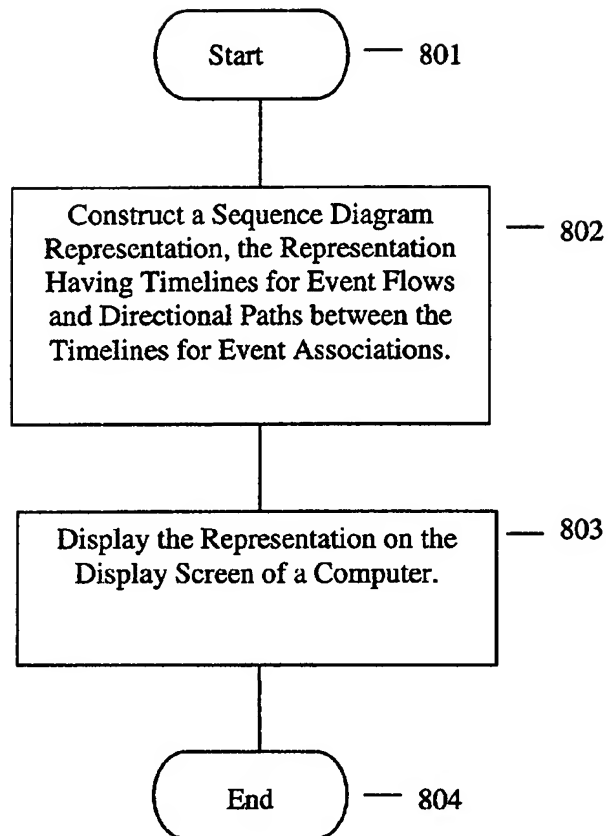 Start
801
Construct a Sequence Diagram
Representation, the Representation
Having Timelines for Event Flows
and Directional Paths between the
Timelines for Event Associations.
802
Display the Representation on the
Display Screen of a Computer.
803
End
804